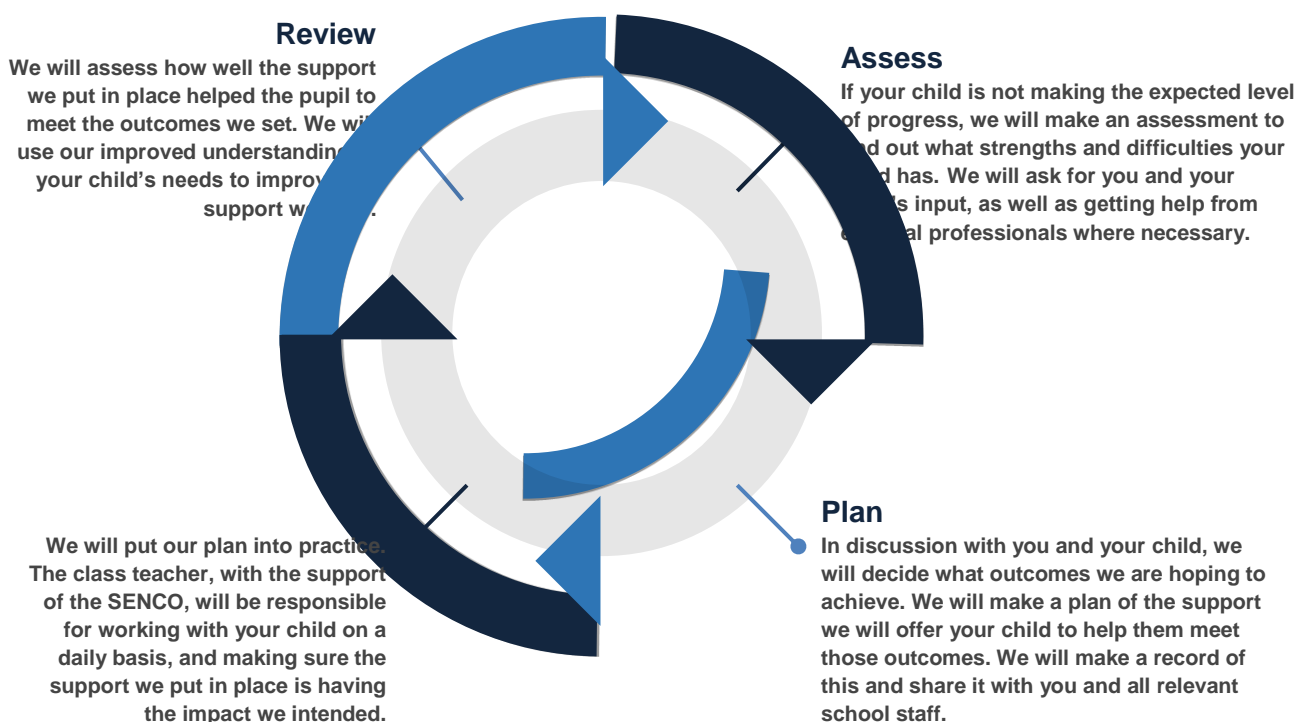 Review
We will assess how well the support
we put in place helped the pupil to
meet the outcomes we set. We
use our improved understanding
your child's needs to
support
Assess
If your child is not making the expected level
of progress, we will make an assessment to
out what strengths and difficulties your
has. We will ask for you and your
input, as well as getting help from
professionals where necessary.
Plan
In discussion with you and your child, we
will decide what outcomes we are hoping to
achieve. We will make a plan of the support
we will offer your child to help them meet
those outcomes. We will make a record of
this and share it with you and all relevant
school staff.
We will put our plan into practice.
The class teacher, with the support
of the SENCO, will be responsible
for working with your child on a
daily basis, and making sure the
support we put in place is having
the impact we intended.